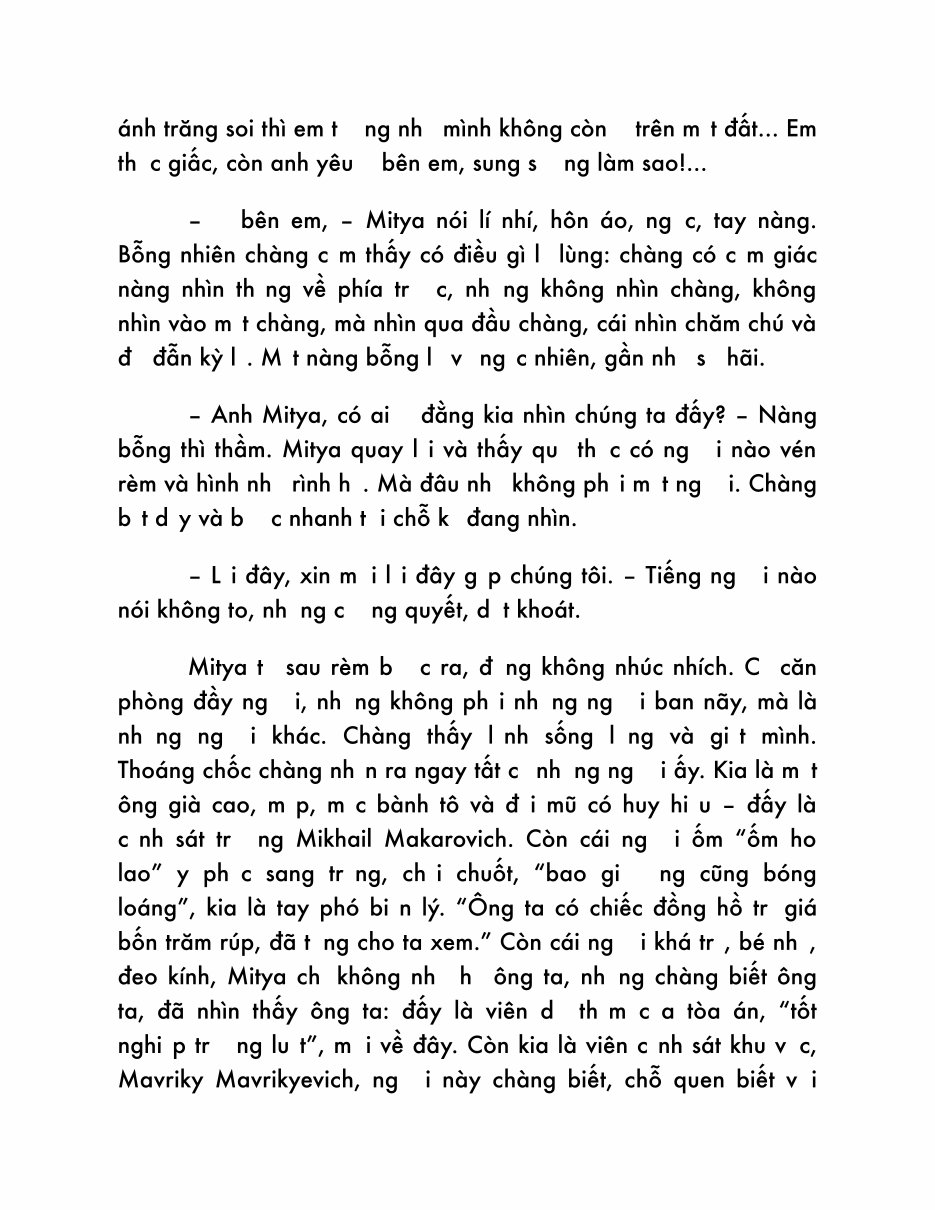 ánh trăng soi thì em t ng nh mình không còn trên m t đất... Em
th c giấc, còn anh yêu bên em, sung s ng làm sao!...
– bên em, – Mitya nói lí nhí, hôn áo, ng c, tay nàng.
Bỗng nhiên chàng c m thấy có điều gì l lùng: chàng có c m giác
nàng nhìn th ng về phía tr c, nh ng không nhìn chàng, không
nhìn vào m t chàng, mà nhìn qua đầu chàng, cái nhìn chăm chú và
đ đẫn kỳ l . M t nàng bỗng l v ng c nhiên, gần nh s hãi.
– Anh Mitya, có ai đằng kia nhìn chúng ta đấy? – Nàng
bỗng thì thầm. Mitya quay l i và thấy qu th c có ng i nào vén
rèm và hình nh rình h . Mà đâu nh không ph i m t ng i. Chàng
b t d y và b c nhanh t i chỗ k đang nhìn.
– L i đây, xin m i l i đây g p chúng tôi. – Tiếng ng i nào
nói không to, nh ng c ng quyết, d t khoát.
Mitya t sau rèm b c ra, đ ng không nhúc nhích. C căn
phòng đầy ng i, nh ng không ph i nh ng ng i ban nãy, mà là
nh ng ng i khác. Chàng thấy l nh sống l ng và gi t mình.
Thoáng chốc chàng nh n ra ngay tất c nh ng ng i ấy. Kia là m t
ông già cao, m p, m c bành tô và đ i mũ có huy hi u – đấy là
c nh sát tr ng Mikhail Makarovich. Còn cái ng i ốm “ốm ho
lao” y ph c sang tr ng, ch i chuốt, “bao gi ng cũng bóng
loáng”, kia là tay phó bi n lý. “Ông ta có chiếc đồng hồ tr giá
bốn trăm rúp, đã t ng cho ta xem.” Còn cái ng i khá tr , bé nh ,
đeo kính, Mitya ch không nh h ông ta, nh ng chàng biết ông
ta, đã nhìn thấy ông ta: đấy là viên d th m c a tòa án, “tốt
nghi p tr ng lu t”, m i về đây. Còn kia là viên c nh sát khu v c,
Mavriky Mavrikyevich, ng i này chàng biết, chỗ quen biết v i